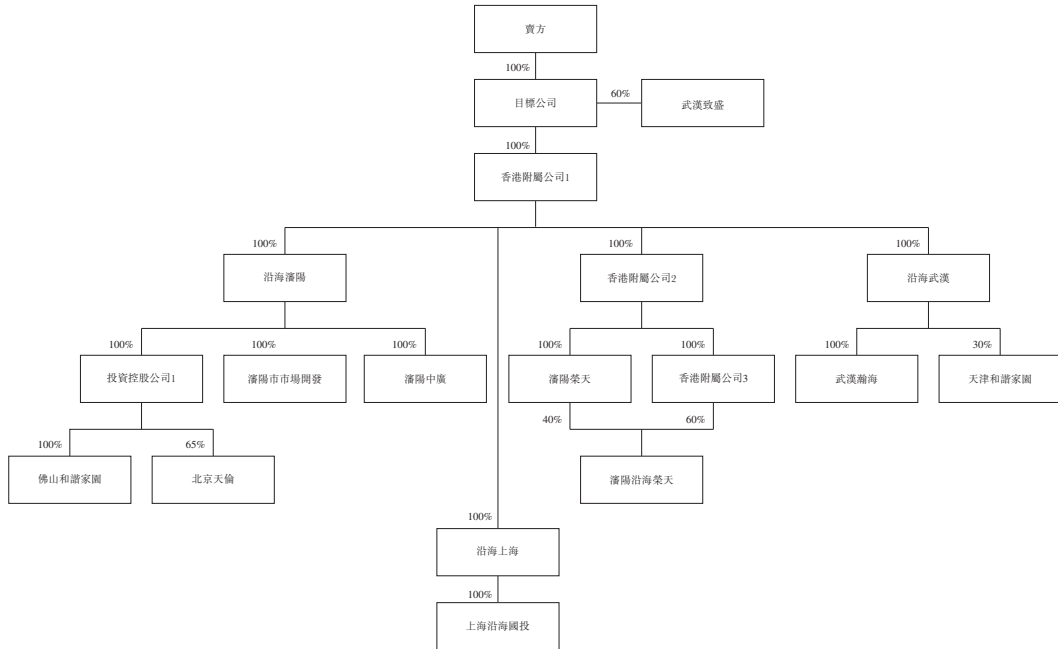 賣方
100%
目標公司
60%
武漢致盛
100%
香港附屬公司1
100%
100%
100%
沿海瀋陽
香港附屬公司2
沿海武漢
100%
100%
100%
100%
100%
100%
30%
投資控股公司1
瀋陽市市場開發
瀋陽中廣
瀋陽榮天
香港附屬公司3
武漢瀚海
天津和諧家園
40%
60%
100%
65%
佛山和諧家園
北京天倫
瀋陽沿海榮天
100%
沿海上海
100%
上海沿海國投